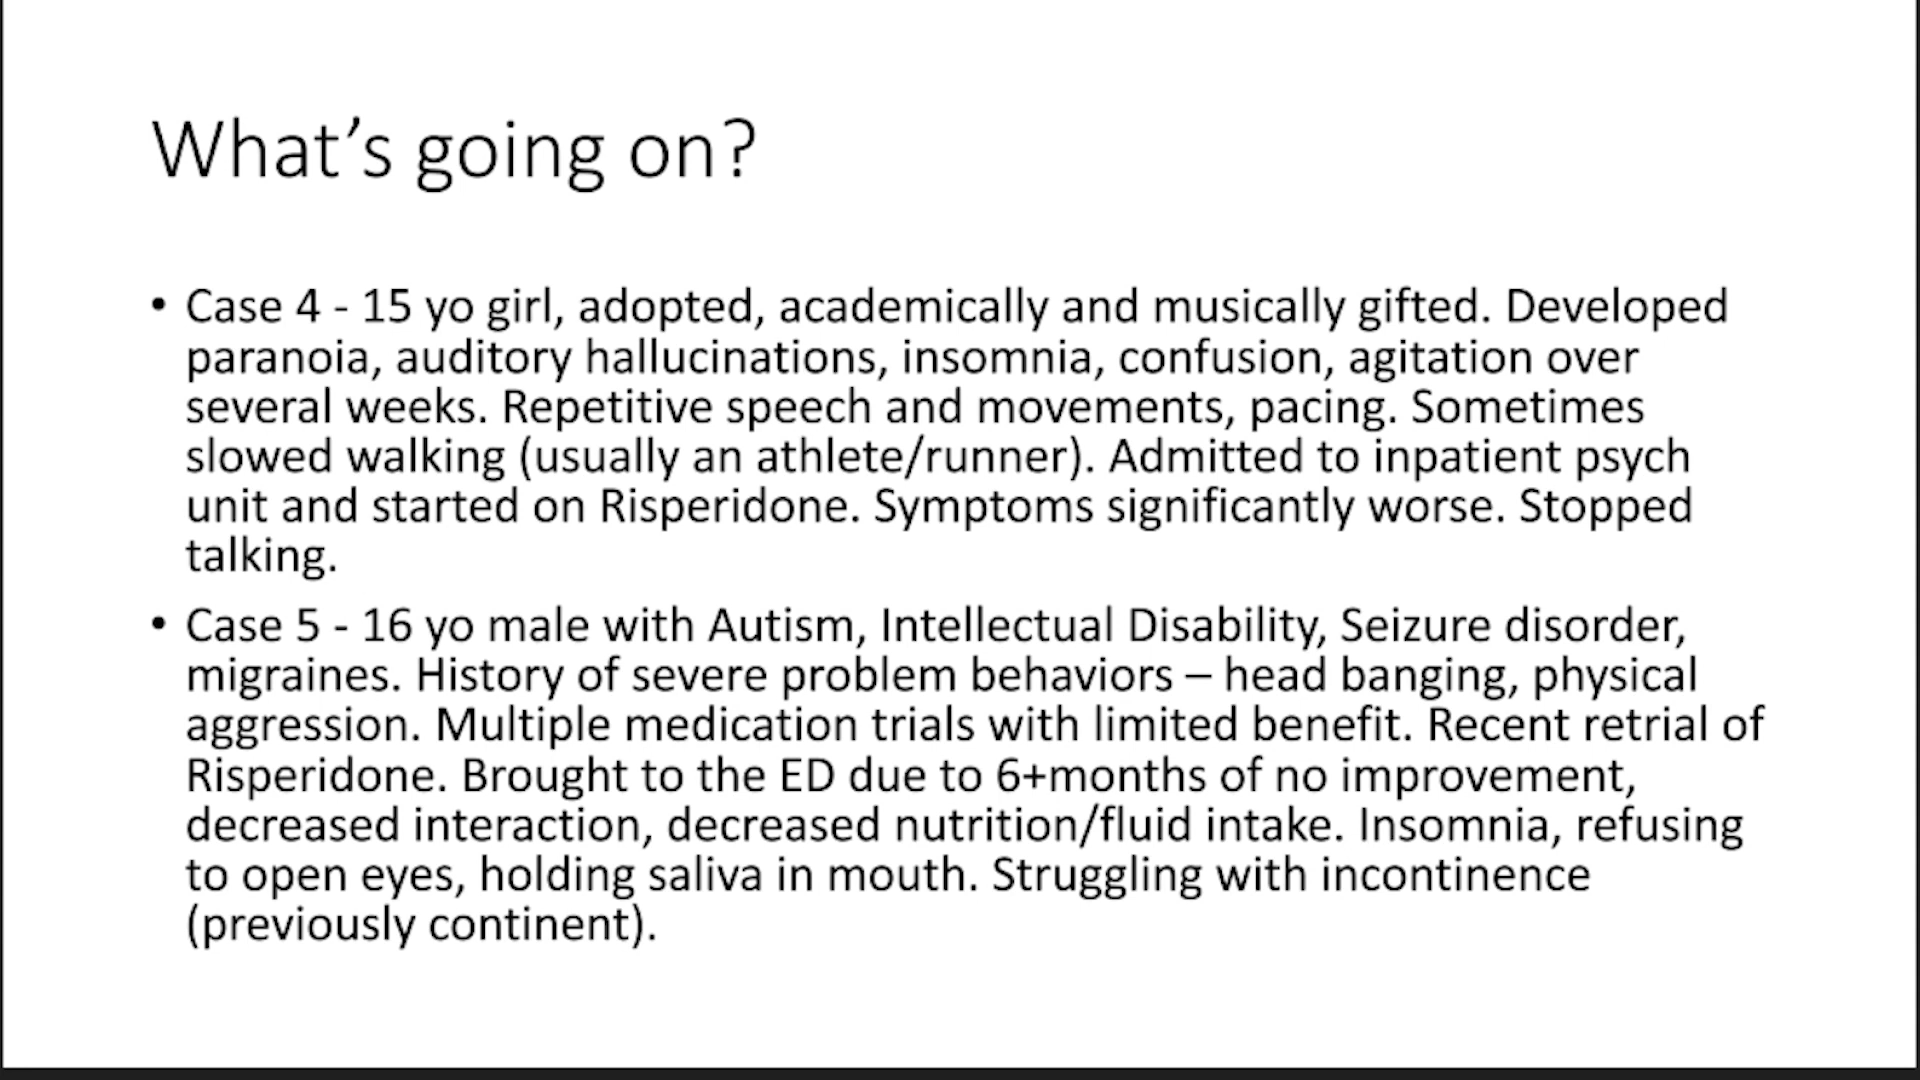 What’s going on?
• Case 4 - 15 yo girl, adopted, academically and musically gifted. Developed
paranoia, auditory hallucinations, insomnia, confusion, agitation over
several weeks. Repetitive speech and movements, pacing. Sometimes
slowed walking (usually an athlete/runner). Admitted to inpatient psych
unit and started on Risperidone. Symptoms significantly worse. Stopped
talking.
• Case 5 - 16 yo male with Autism, Intellectual Disability, Seizure disorder,
migraines. History of severe problem behaviors – head banging, physical
aggression. Multiple medication trials with limited benefit. Recent retrial of
Risperidone. Brought to the ED due to 6+months of no improvement,
decreased interaction, decreased nutrition/fluid intake. Insomnia, refusing
to open eyes, holding saliva in mouth. Struggling with incontinence
(previously continent).